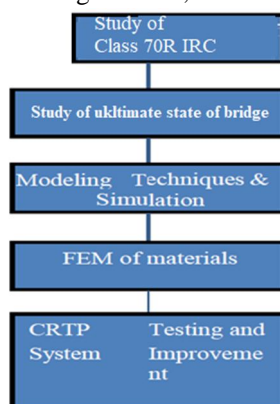 Study of
Class 70R IRC
Study of ukltimate state of bridge
Modeling Techniques &
Simulation
FEM of materials
CRTP Testing and
System Improveme
nt